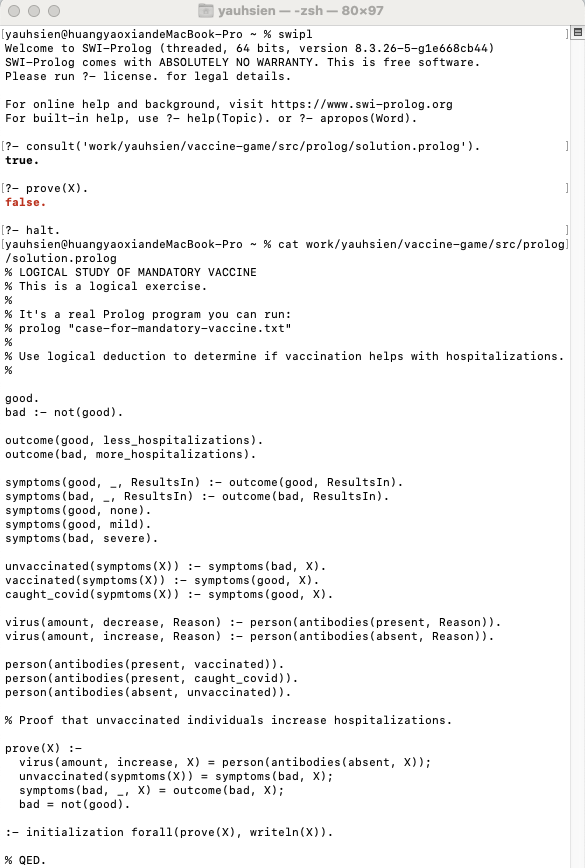 yauhsien — -zsh — 80×97
[yauhsien@huangyaoxiandeMacBook-Pro ~ % swipl ]
Welcome to SWI-Prolog (threaded, 64 bits, version 8.3.26-5-g1e668cb44)
SWI-Prolog comes with ABSOLUTELY NO WARRANTY. This is free software.
Please run ?- license. for legal details.

For online help and background, visit https://www.swi-prolog.org
For built-in help, use ?- help(Topic). or ?- apropos(Word).

[?- consult('work/yauhsien/vaccine-game/src/prolog/solution.prolog'). ]
true.

[?- prove(X). ]
false.

[?- halt. ]
[yauhsien@huangyaoxiandeMacBook-Pro ~ % cat work/yauhsien/vaccine-game/src/prolog]
/solution.prolog
% LOGICAL STUDY OF MANDATORY VACCINE
% This is a logical exercise.
%
% It's a real Prolog program you can run:
% prolog "case-for-mandatory-vaccine.txt"
%
% Use logical deduction to determine if vaccination helps with hospitalizations.
%

good.
bad :- not(good).

outcome(good, less_hospitalizations).
outcome(bad, more_hospitalizations).

symptoms(good, _, ResultsIn) :- outcome(good, ResultsIn).
symptoms(bad, _, ResultsIn) :- outcome(bad, ResultsIn).
symptoms(good, none).
symptoms(good, mild).
symptoms(bad, severe).

unvaccinated(symptoms(X)) :- symptoms(bad, X).
vaccinated(symptoms(X)) :- symptoms(good, X).
caught_covid(sypmtoms(X)) :- symptoms(good, X).

virus(amount, decrease, Reason) :- person(antibodies(present, Reason)).
virus(amount, increase, Reason) :- person(antibodies(absent, Reason)).

person(antibodies(present, vaccinated)).
person(antibodies(present, caught_covid)).
person(antibodies(absent, unvaccinated)).

% Proof that unvaccinated individuals increase hospitalizations.

prove(X) :-
  virus(amount, increase, X) = person(antibodies(absent, X));
  unvaccinated(sypmtoms(X)) = symptoms(bad, X);
  symptoms(bad, _, X) = outcome(bad, X);
  bad = not(good).

:- initialization forall(prove(X), writeln(X)).

% QED.